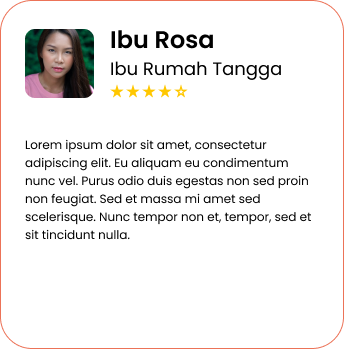 Ibu Rosa
Ibu Rumah Tangga
Lorem ipsum dolor sit amet, consectetur
adipiscing elit. Eu aliquam eu condimentum
nunc vel. Purus odio duis egestas non sed proin
non feugiat. Sed et massa mi amet sed
scelerisque. Nunc tempor non et, tempor, sed et
sit tincidunt nulla.